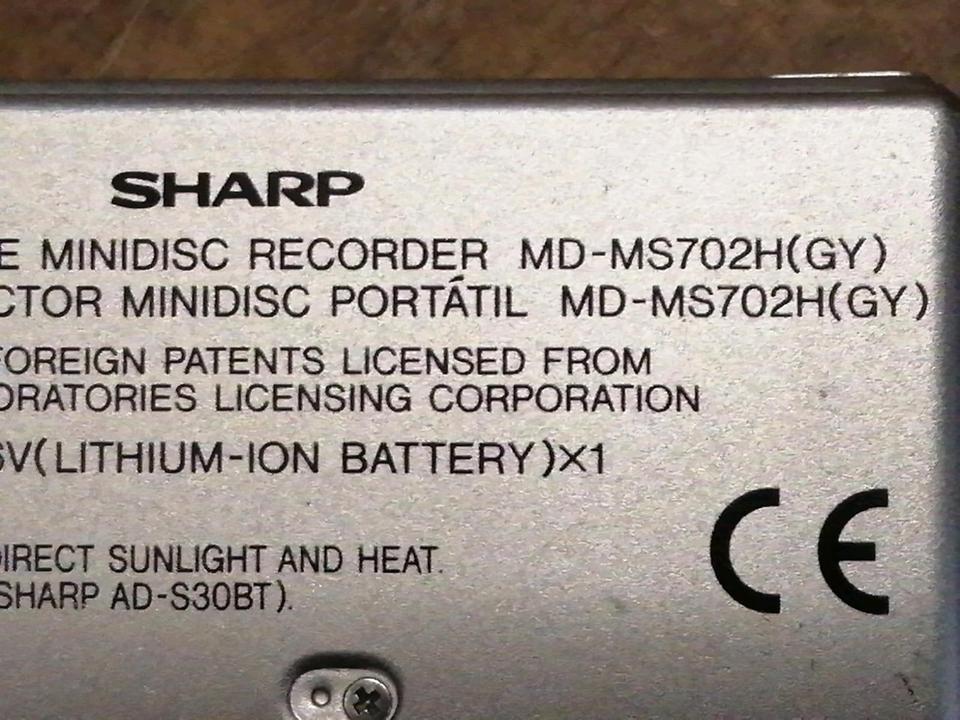 SHARP
E MINIDISC RECORDER MD-MS702H(GY)
CTOR MINIDISC PORTÁTIL MD-MS702H(GY)
FOREIGN PATENTS LICENSED FROM
ORATORIES LICENSING CORPORATION
V(LITHIUM-ION BATTERY)X1
CE
DIRECT SUNLIGHT AND HEAT.
SHARP AD-S30BT).